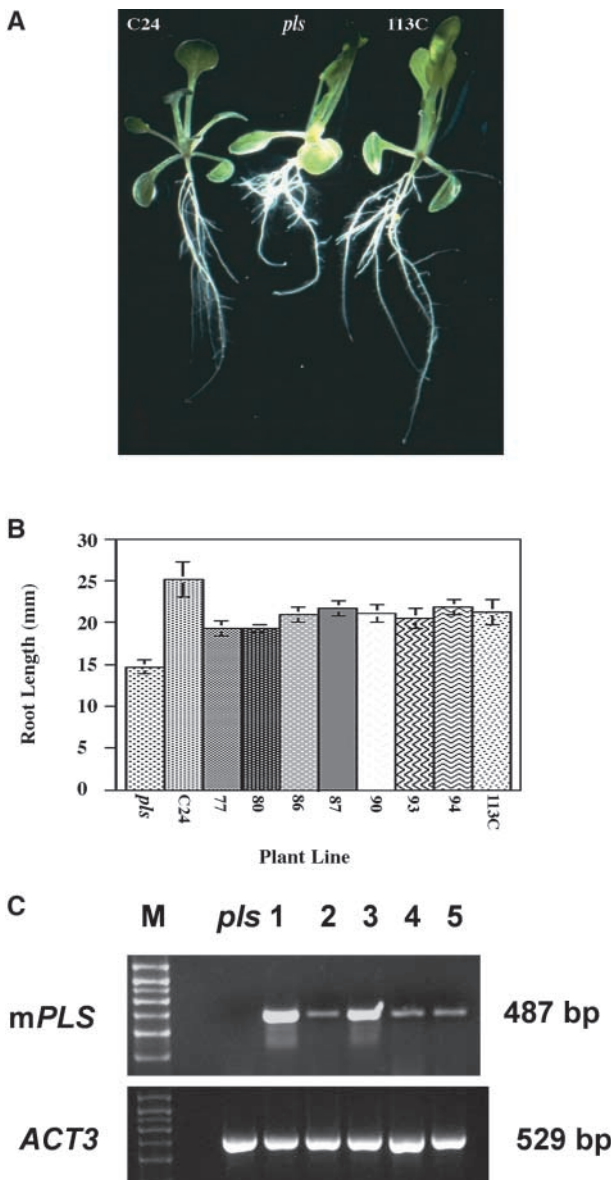 A
C24 pls 113C
B
30
25
20
15
10
5
0
Root Length (mm)
pls C24 77 80 86 87 90 93 94 113C
Plant Line
C
M pls 1 2 3 4 5
mPLS 487 bp
ACT3 529 bp